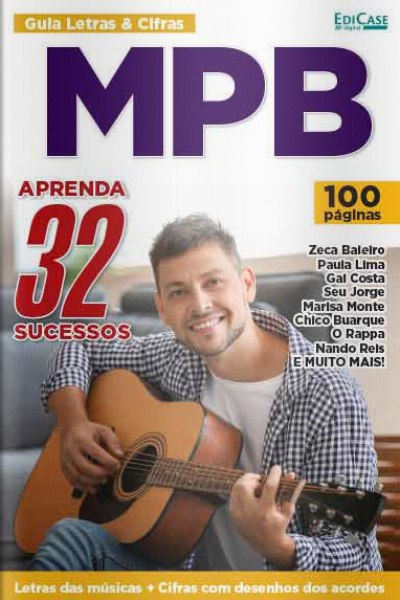 Guia Letras & Cifras
EDICASE
digital
MPB
APRENDA
32
SUCESSOS
100
páginas
Zeca Baleiro
Paula Lima
Gal Costa
Seu Jorge
Marisa Monte
Chico Buarque
O Rappa
Nando Reis
E MUITO MAIS!
Letras das músicas + Cifras com desenhos dos acordes